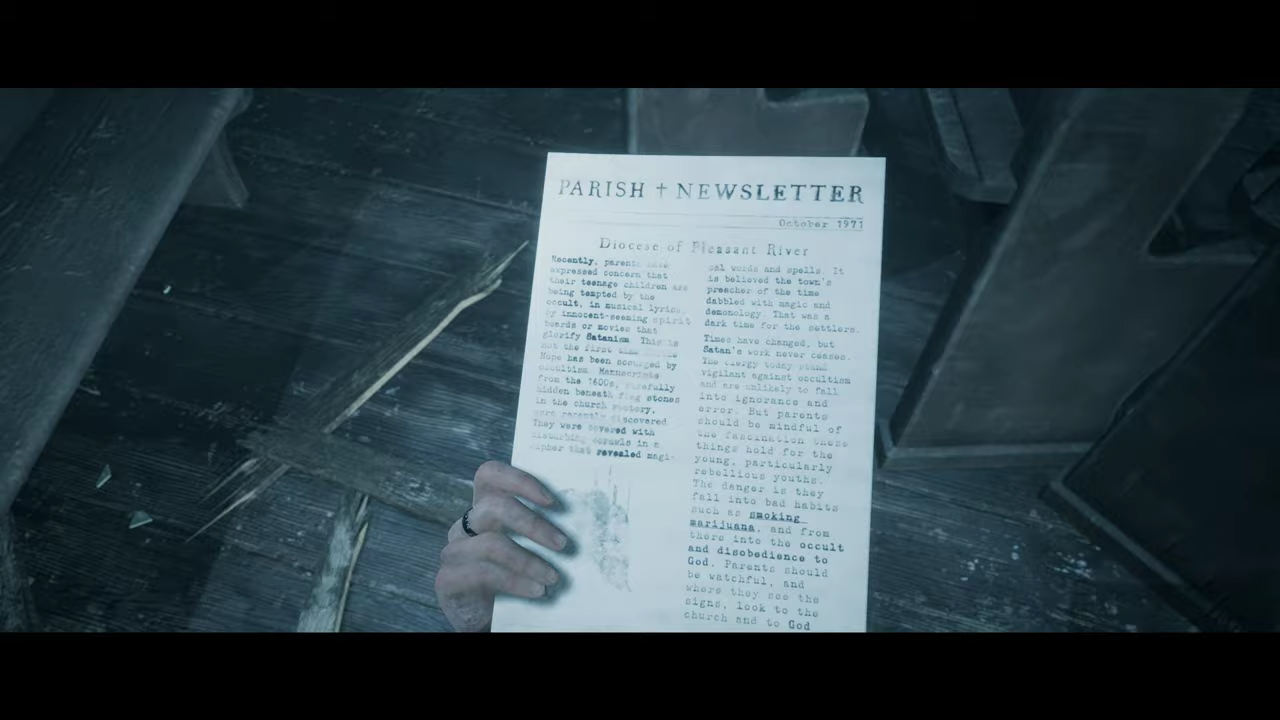 PARISH † NEWSLETTER
October 1971
Diocese of Pleasant River
Recently, parents have
expressed concern that
their teenage children are
being tempted by the
occult, in musical lyrics,
by innocent-seeming spirit
boards or movies that
glorify Satanism. This is
not the first time
Hope has been scourged by
occultism. Manuscripts
from the 1600s, carefully
hidden beneath flag stones
in the church rectory,
were recently discovered.
They were covered with
disturbing in a
cipher that revealed magi-
cal words and spells. It
is believed the town's
preacher of the time
dabbled with magic and
demonology. That was a
dark time for the settlers.
Times have changed, but
Satan's work never ceases.
The clergy today stand
vigilant against occultism
and are unlikely to fall
into ignorance and
error. But parents
should be mindful of
the fascination these
things hold for the
young, particularly
rebellious youths.
The danger is they
fall into bad habits
such as smoking
marijuana, and from
there into the occult
and disobedience to
God. Parents should
be watchful, and
where they see the
signs, look to the
church and to God